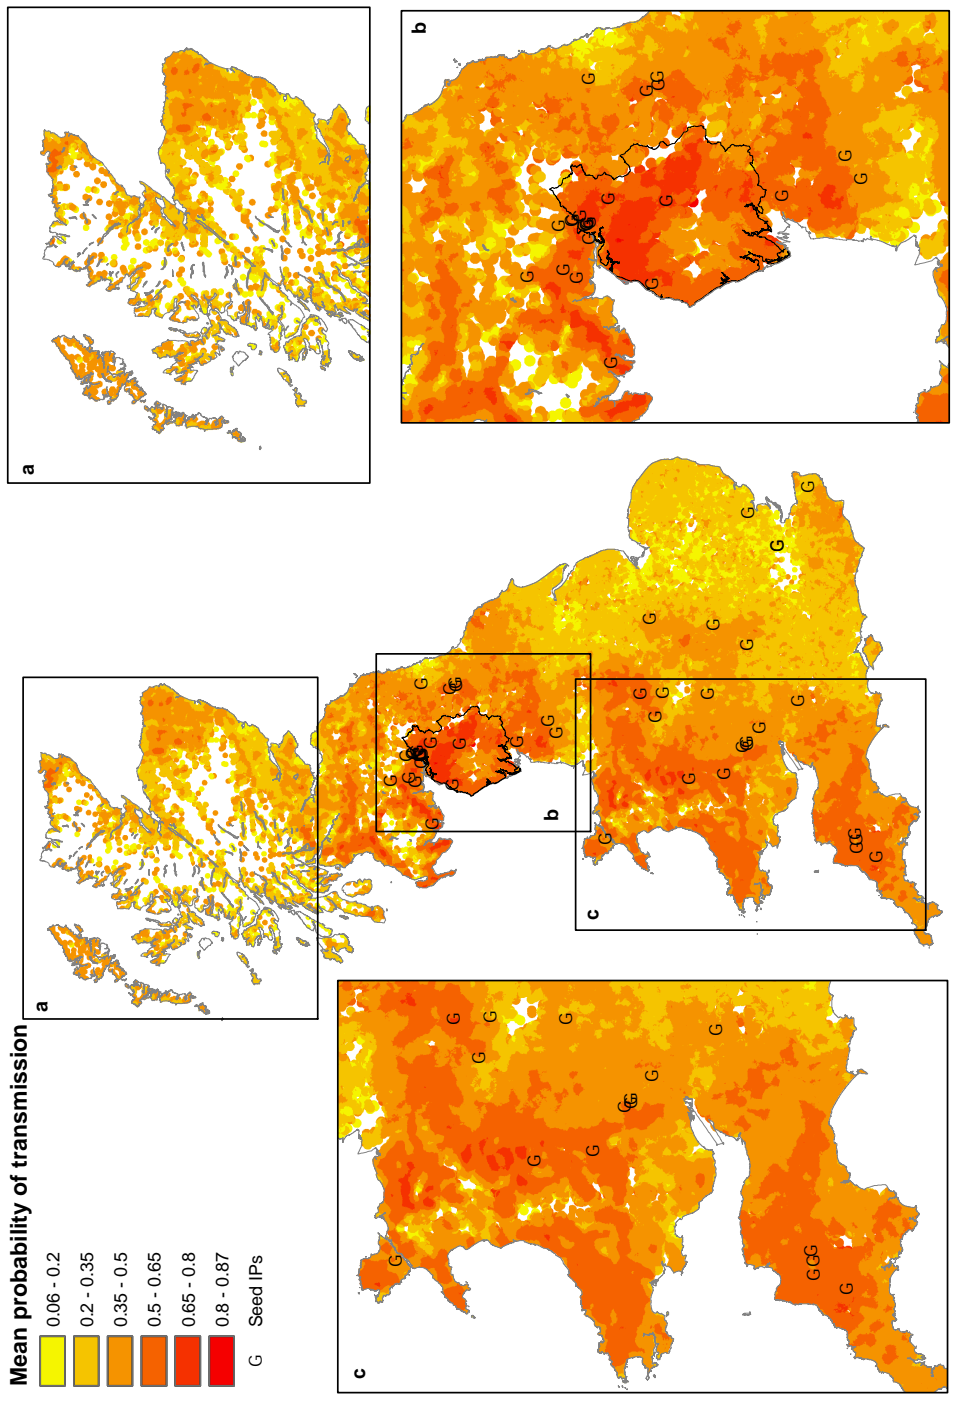 Mean probability of transmission
0.06 - 0.2
0.2 - 0.35
0.35 - 0.5
0.5 - 0.65
0.65 - 0.8
0.8 - 0.87
G Seed IPs
a
b
c
a
b
c